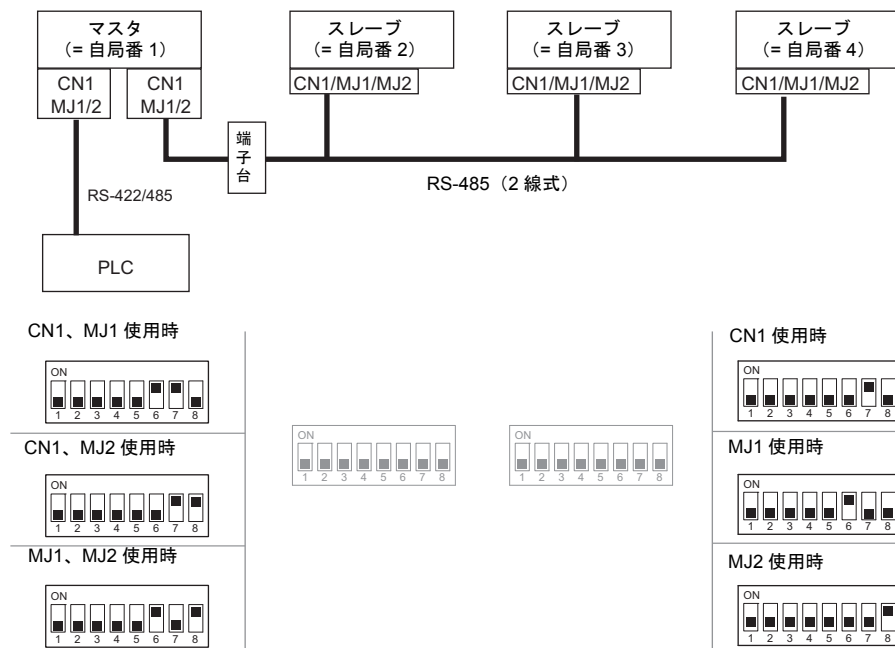 マスタ
(= 自局番 1)
スレーブ
(= 自局番 2)
スレーブ
(= 自局番 3)
スレーブ
(= 自局番 4)
CN1
MJ1/2
CN1
MJ1/2
CN1/MJ1/MJ2
CN1/MJ1/MJ2
CN1/MJ1/MJ2
端子台
RS-485（2 線式）
RS-422/485
PLC
CN1、MJ1 使用時
ON
1 2 3 4 5 6 7 8
CN1、MJ2 使用時
ON
1 2 3 4 5 6 7 8
MJ1、MJ2 使用時
ON
1 2 3 4 5 6 7 8
ON
1 2 3 4 5 6 7 8
ON
1 2 3 4 5 6 7 8
CN1 使用時
ON
1 2 3 4 5 6 7 8
MJ1 使用時
ON
1 2 3 4 5 6 7 8
MJ2 使用時
ON
1 2 3 4 5 6 7 8